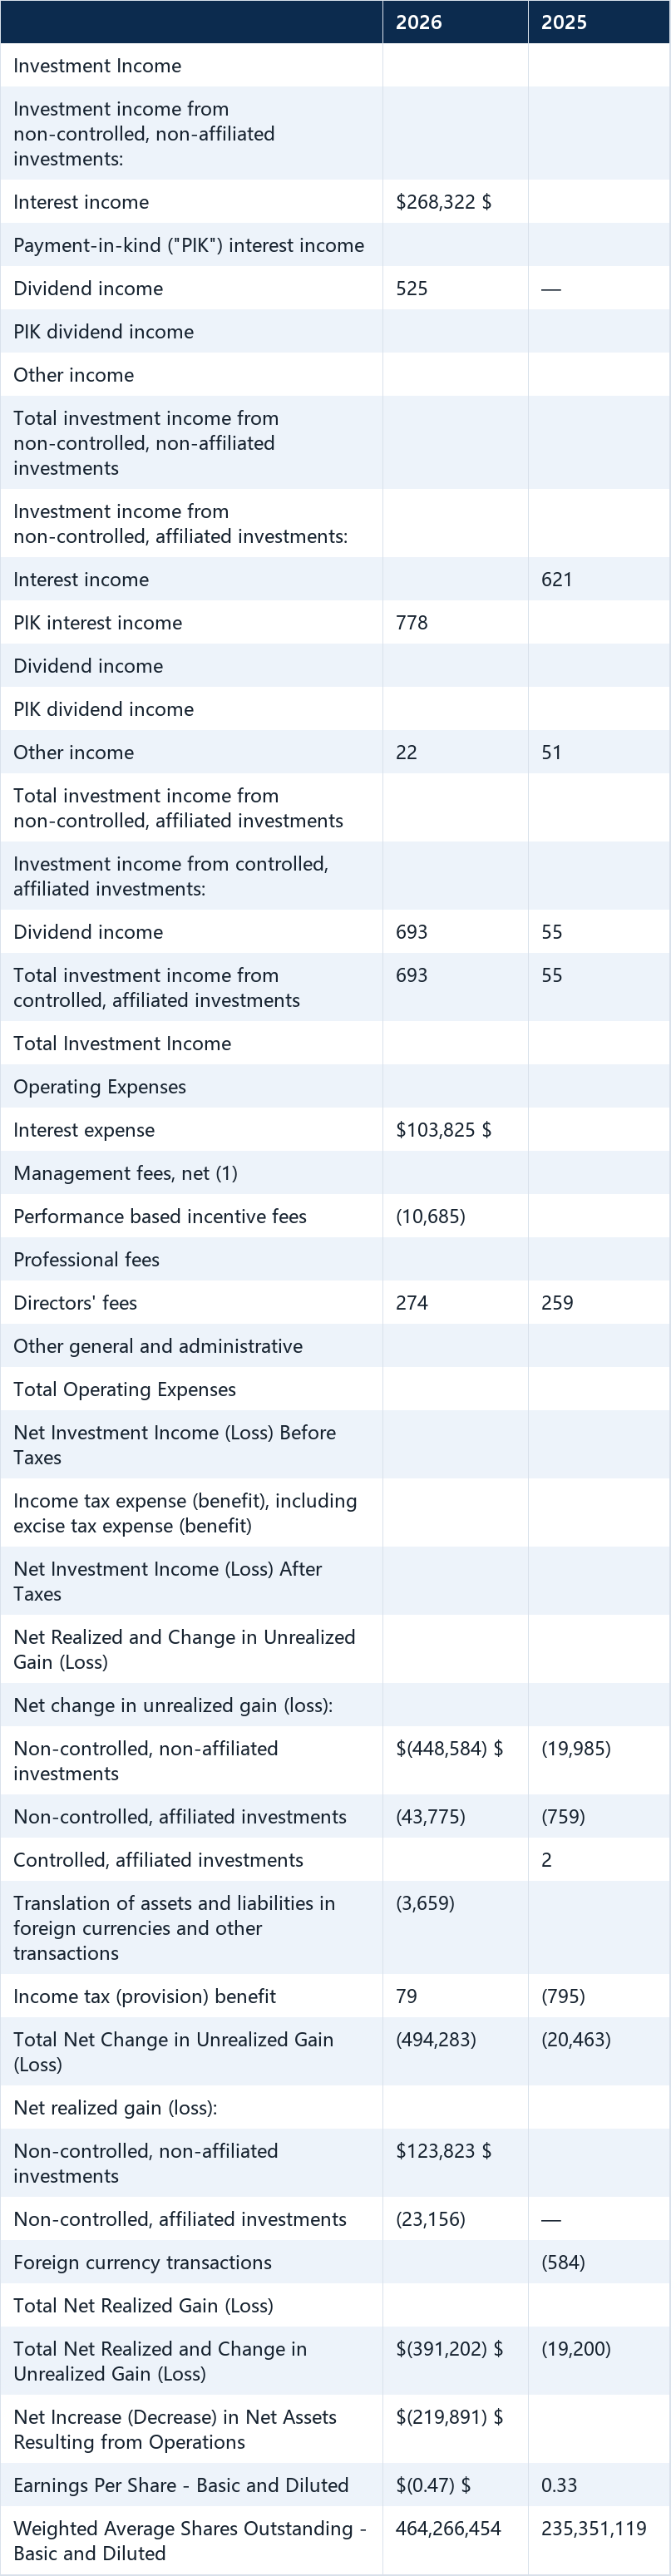 2026 2025
Investment Income
Investment income from
non-controlled, non-affiliated
investments:
Interest income $268,322 $
Payment-in-kind ("PIK") interest income
Dividend income 525 —
PIK dividend income
Other income
Total investment income from
non-controlled, non-affiliated
investments
Investment income from
non-controlled, affiliated investments:
Interest income 621
PIK interest income 778
Dividend income
PIK dividend income
Other income 22 51
Total investment income from
non-controlled, affiliated investments
Investment income from controlled,
affiliated investments:
Dividend income 693 55
Total investment income from 693 55
controlled, affiliated investments
Total Investment Income
Operating Expenses
Interest expense $103,825 $
Management fees, net (1)
Performance based incentive fees (10,685)
Professional fees
Directors' fees 274 259
Other general and administrative
Total Operating Expenses
Net Investment Income (Loss) Before
Taxes
Income tax expense (benefit), including
excise tax expense (benefit)
Net Investment Income (Loss) After
Taxes
Net Realized and Change in Unrealized
Gain (Loss)
Net change in unrealized gain (loss):
Non-controlled, non-affiliated $(448,584) $ (19,985)
investments
Non-controlled, affiliated investments (43,775) (759)
Controlled, affiliated investments 2
Translation of assets and liabilities in (3,659)
foreign currencies and other
transactions
Income tax (provision) benefit 79 (795)
Total Net Change in Unrealized Gain (494,283) (20,463)
(Loss)
Net realized gain (loss):
Non-controlled, non-affiliated $123,823 $
investments
Non-controlled, affiliated investments (23,156) —
Foreign currency transactions (584)
Total Net Realized Gain (Loss)
Total Net Realized and Change in $(391,202) $ (19,200)
Unrealized Gain (Loss)
Net Increase (Decrease) in Net Assets $(219,891) $
Resulting from Operations
Earnings Per Share - Basic and Diluted $(0.47) $ 0.33
Weighted Average Shares Outstanding - 464,266,454 235,351,119
Basic and Diluted